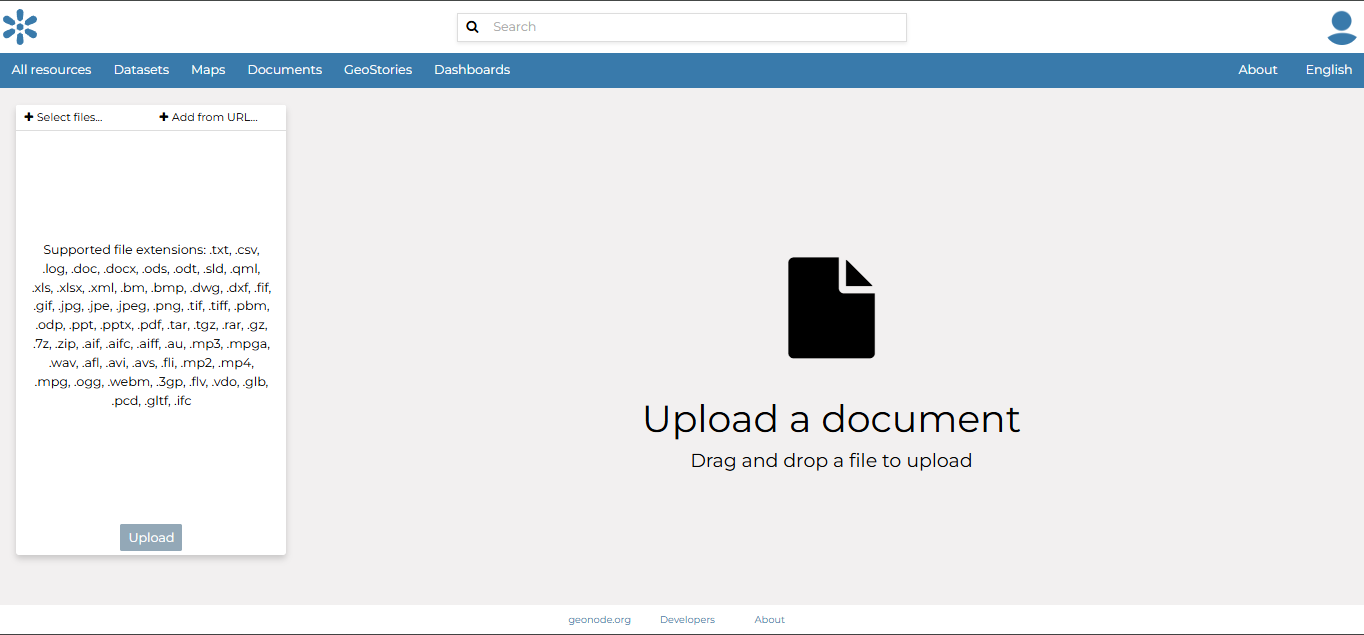 Search
All resources Datasets Maps Documents GeoStories Dashboards About English
Select files... Add from URL...
Supported file extensions: .txt, .csv,
.log, .doc, .docx, .ods, .odt, .sld, .qml,
.xls, .xlsx, .xml, .bm, .bmp, .dwg, .dxf, .fif,
.gif, .jpg, .jpe, .jpeg, .png, .tif, .tiff, .pbm,
.odp, .ppt, .pptx, .pdf, .tar, .tgz, .rar, .gz,
.7z, .zip, .aif, .aifc, .aiff, .au, .mp3, .mpga,
.wav, .afl, .avi, .avs, .fli, .mp2, .mp4,
.mpg, .ogg, .webm, .3gp, .flv, .vdo, .glb,
.pcd, .gltf, .ifc
Upload
Upload a document
Drag and drop a file to upload
geonode.org Developers About